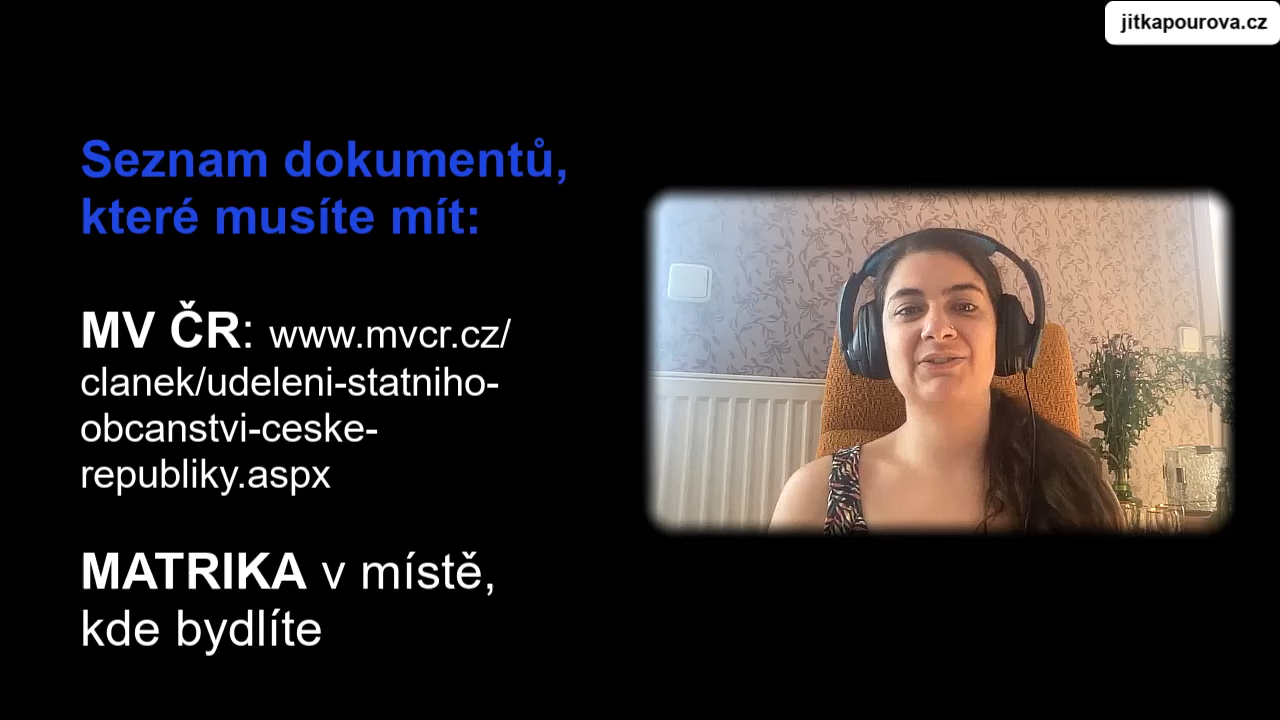 jitkapourova.cz
Seznam dokumentů,
které musíte mít:
MV ČR: www.mvcr.cz/
clanek/udeleni-statniho-
obcanstvi-ceske-
republiky.aspx
MATRIKA v místě,
kde bydlíte